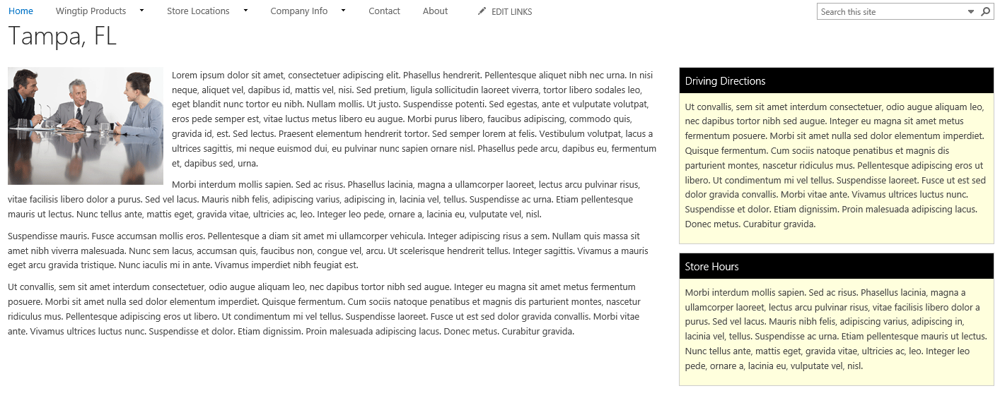 Home Wingtip Products Store Locations Company Info Contact About EDIT LINKS Search this site
Tampa, FL
Lorem ipsum dolor sit amet, consectetuer adipiscing elit. Phasellus hendrerit. Pellentesque aliquet nibh nec urna. In nisi
neque, aliquet vel, dapibus id, mattis vel, nisi. Sed pretium, ligula sollicitudin laoreet viverra, tortor libero sodales leo,
eget blandit nunc tortor eu nibh. Nullam mollis. Ut justo. Suspendisse potenti. Sed egestas, ante et vulputate volutpat,
eros pede semper est, vitae luctus metus libero eu augue. Morbi purus libero, faucibus adipiscing, commodo quis,
gravida id, est. Sed lectus. Praesent elementum hendrerit tortor. Sed semper lorem at felis. Vestibulum volutpat, lacus a
ultrices sagittis, mi neque euismod dui, eu pulvinar nunc sapien ornare nisl. Phasellus pede arcu, dapibus eu, fermentum
et, dapibus sed, urna.
Morbi interdum mollis sapien. Sed ac risus. Phasellus lacinia, magna a ullamcorper laoreet, lectus arcu pulvinar risus,
vitae facilisis libero dolor a purus. Sed vel lacus. Mauris nibh felis, adipiscing varius, adipiscing in, lacinia vel, tellus. Suspendisse ac urna. Etiam pellentesque
mauris ut lectus. Nunc tellus ante, mattis eget, gravida vitae, ultricies ac, leo. Integer leo pede, ornare a, lacinia eu, vulputate vel, nisl.
Suspendisse mauris. Fusce accumsan mollis eros. Pellentesque a diam sit amet mi ullamcorper vehicula. Integer adipiscing risus a sem. Nullam quis massa sit
amet nibh viverra malesuada. Nunc sem lacus, accumsan quis, faucibus non, congue vel, arcu. Ut scelerisque hendrerit tellus. Integer sagittis. Vivamus a mauris
eget arcu gravida tristique. Nunc iaculis mi in ante. Vivamus imperdiet nibh feugiat est.
Ut convallis, sem sit amet interdum consectetuer, odio augue aliquam leo, nec dapibus tortor nibh sed augue. Integer eu magna sit amet metus fermentum
posuere. Morbi sit amet nulla sed dolor elementum imperdiet. Quisque fermentum. Cum sociis natoque penatibus et magnis dis parturient montes, nascetur
ridiculus mus. Pellentesque adipiscing eros ut libero. Ut condimentum mi vel tellus. Suspendisse laoreet. Fusce ut est sed dolor gravida convallis. Morbi vitae
ante. Vivamus ultrices luctus nunc. Suspendisse et dolor. Etiam dignissim. Proin malesuada adipiscing lacus. Donec metus. Curabitur gravida.
Driving Directions
Ut convallis, sem sit amet interdum consectetuer, odio augue aliquam leo,
nec dapibus tortor nibh sed augue. Integer eu magna sit amet metus
fermentum posuere. Morbi sit amet nulla sed dolor elementum imperdiet.
Quisque fermentum. Cum sociis natoque penatibus et magnis dis
parturient montes, nascetur ridiculus mus. Pellentesque adipiscing eros ut
libero. Ut condimentum mi vel tellus. Suspendisse laoreet. Fusce ut est sed
dolor gravida convallis. Morbi vitae ante. Vivamus ultrices luctus nunc.
Suspendisse et dolor. Etiam dignissim. Proin malesuada adipiscing lacus.
Donec metus. Curabitur gravida.
Store Hours
Morbi interdum mollis sapien. Sed ac risus. Phasellus lacinia, magna a
ullamcorper laoreet, lectus arcu pulvinar risus, vitae facilisis libero dolor a
purus. Sed vel lacus. Mauris nibh felis, adipiscing varius, adipiscing in,
lacinia vel, tellus. Suspendisse ac urna. Etiam pellentesque mauris ut lectus.
Nunc tellus ante, mattis eget, gravida vitae, ultricies ac, leo. Integer leo
pede, ornare a, lacinia eu, vulputate vel, nisl.